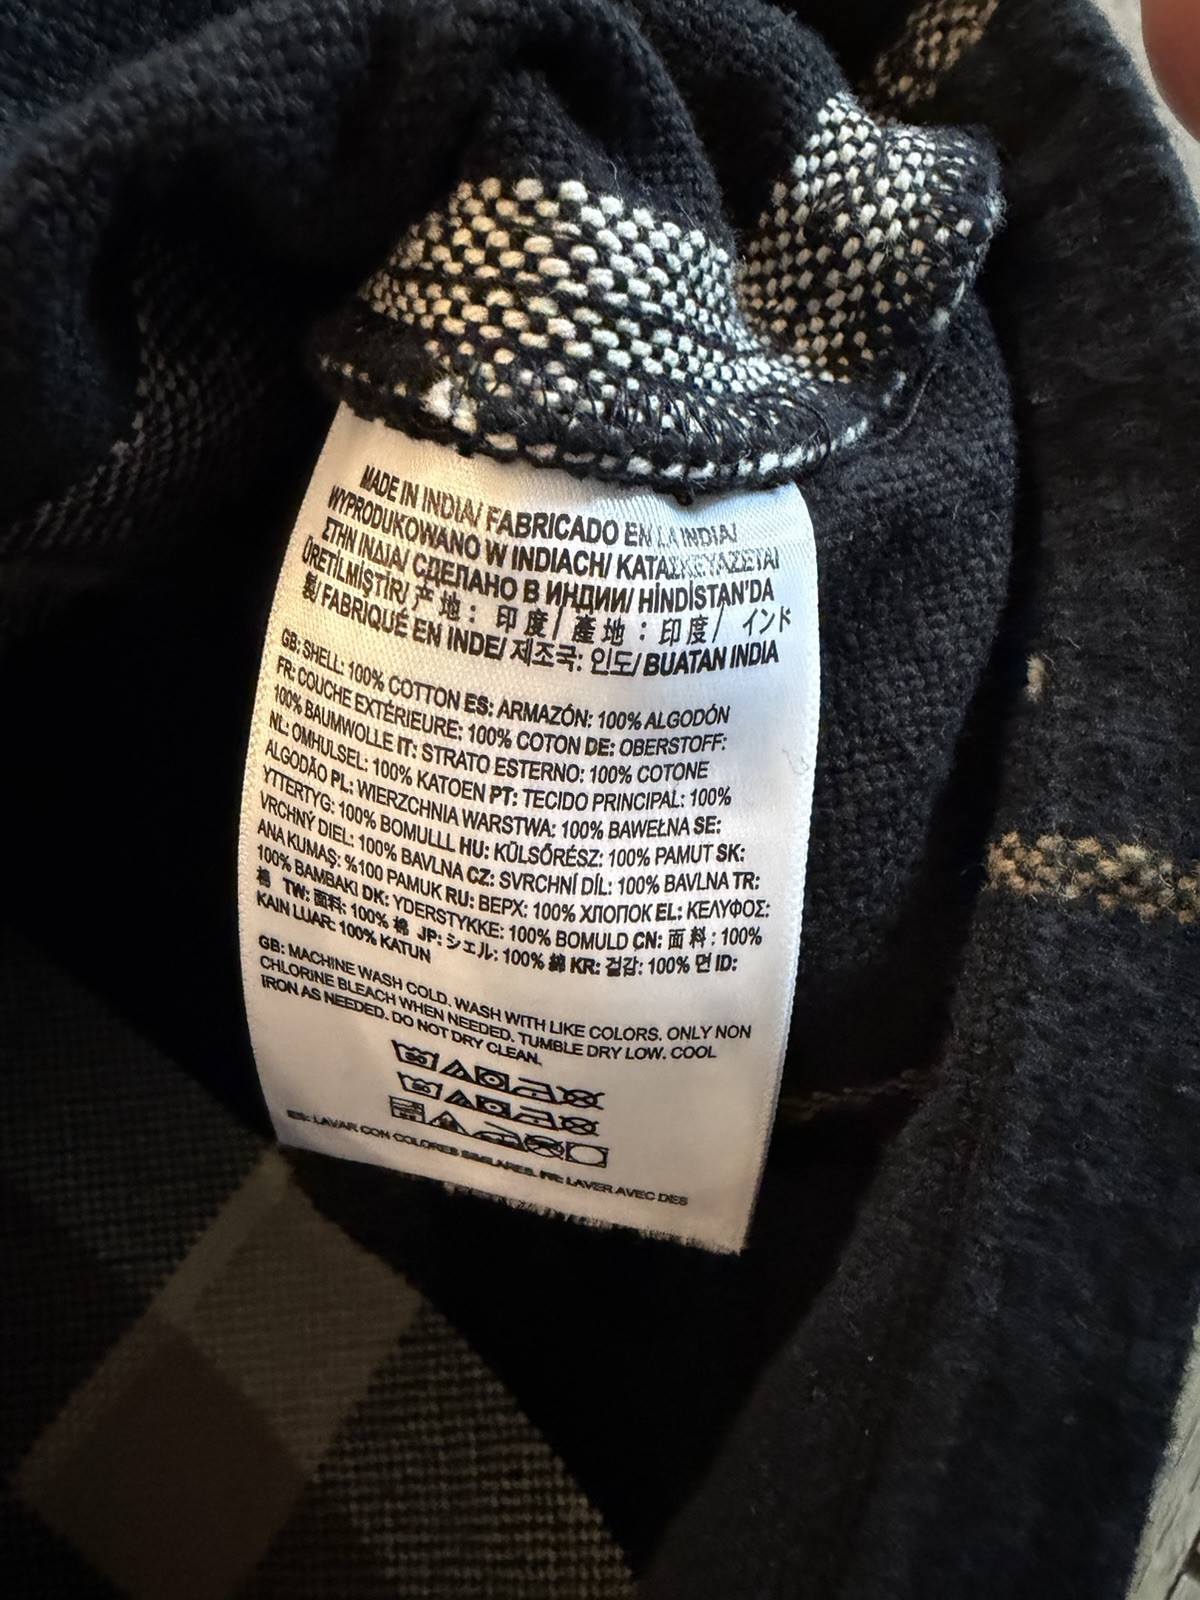 MADE IN INDIA/ FABRICADO EN LA INDIA/
WYPRODUKOWANO W INDIACH/ ΚΑΤΑΣΚΕΥΑΖΕΤΑΙ
ΣΤΗΝ ΙΝΔΙΑ/ СДЕЛАНО В ИНДИИ/ HİNDİSTAN'DA
ÜRETİLMİŞTİR/ 产地: 印度/ 產地: 印度/ インド
製/ FABRIQUÉ EN INDE/ 제조국: 인도/ BUATAN INDIA
GB: SHELL: 100% COTTON ES: ARMAZÓN: 100% ALGODÓN
FR: COUCHE EXTÉRIEURE: 100% COTON DE: OBERSTOFF:
100% BAUMWOLLE IT: STRATO ESTERNO: 100% COTONE
NL: OMHULSEL: 100% KATOEN PT: TECIDO PRINCIPAL: 100%
ALGODÃO PL: WIERZCHNIA WARSTWA: 100% BAWEŁNA SE:
YTTERTYG: 100% BOMULLL HU: KÜLSŐRÉSZ: 100% PAMUT SK:
VRCHNÝ DIEL: 100% BAVLNA CZ: SVRCHNÍ DÍL: 100% BAVLNA TR:
ANA KUMAŞ: %100 PAMUK RU: ВЕРХ: 100% ХЛОПОК EL: ΚΕΛΥΦΟΣ:
100% ΒΑΜΒΑΚΙ DK: YDERSTYKKE: 100% BOMULD CN: 面料: 100%
棉 TW: 面料: 100% 棉 JP: シェル: 100% 綿 KR: 겉감: 100% 면 ID:
KAIN LUAR: 100% KATUN
GB: MACHINE WASH COLD. WASH WITH LIKE COLORS. ONLY NON
CHLORINE BLEACH WHEN NEEDED. TUMBLE DRY LOW. COOL
IRON AS NEEDED. DO NOT DRY CLEAN.
30
30
ES: LAVAR CON COLORES SIMILARES. FR: LAVER AVEC DES